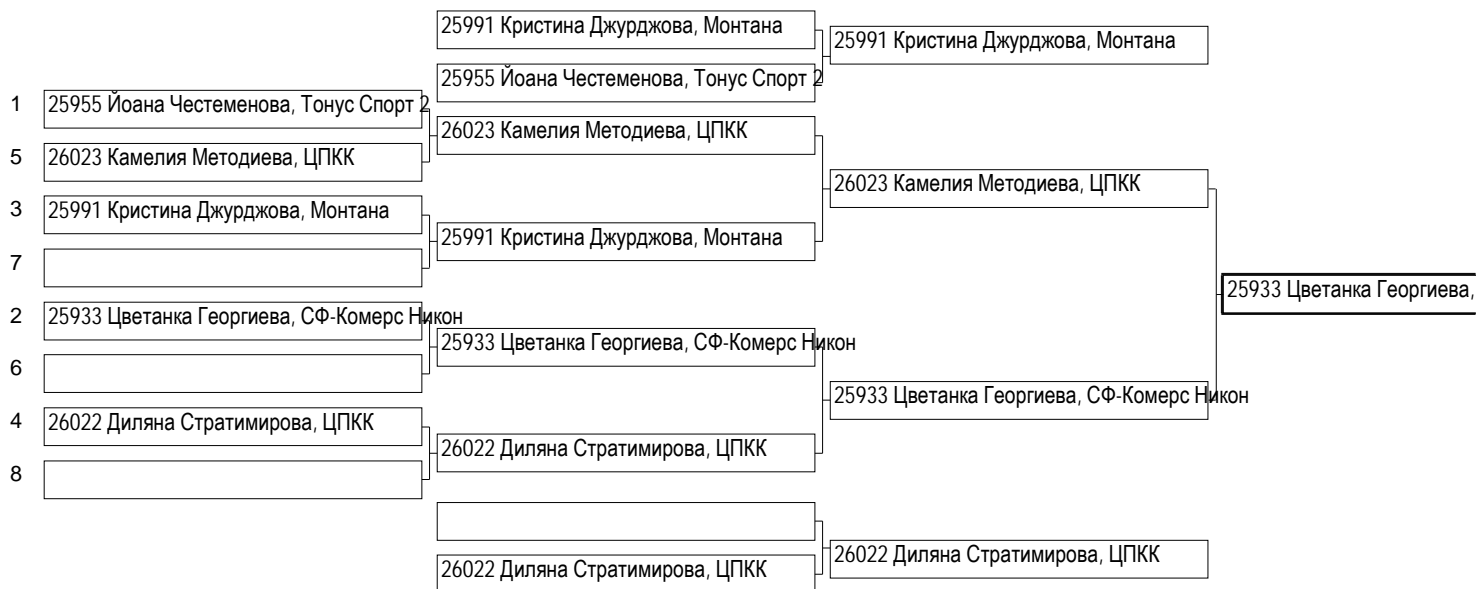 25991 Кристина Джурджова, Монтана
25991 Кристина Джурджова, Монтана
25955 Йоана Честеменова, Тонус Спорт 2
1 25955 Йоана Честеменова, Тонус Спорт 2
26023 Камелия Методиева, ЦПКК
5 26023 Камелия Методиева, ЦПКК
26023 Камелия Методиева, ЦПКК
3 25991 Кристина Джурджова, Монтана
25991 Кристина Джурджова, Монтана
7
25933 Цветанка Георгиева,
2 25933 Цветанка Георгиева, СФ-Комерс Никон
25933 Цветанка Георгиева, СФ-Комерс Никон
6
25933 Цветанка Георгиева, СФ-Комерс Никон
4 26022 Диляна Стратимирова, ЦПКК
26022 Диляна Стратимирова, ЦПКК
8
26022 Диляна Стратимирова, ЦПКК
26022 Диляна Стратимирова, ЦПКК